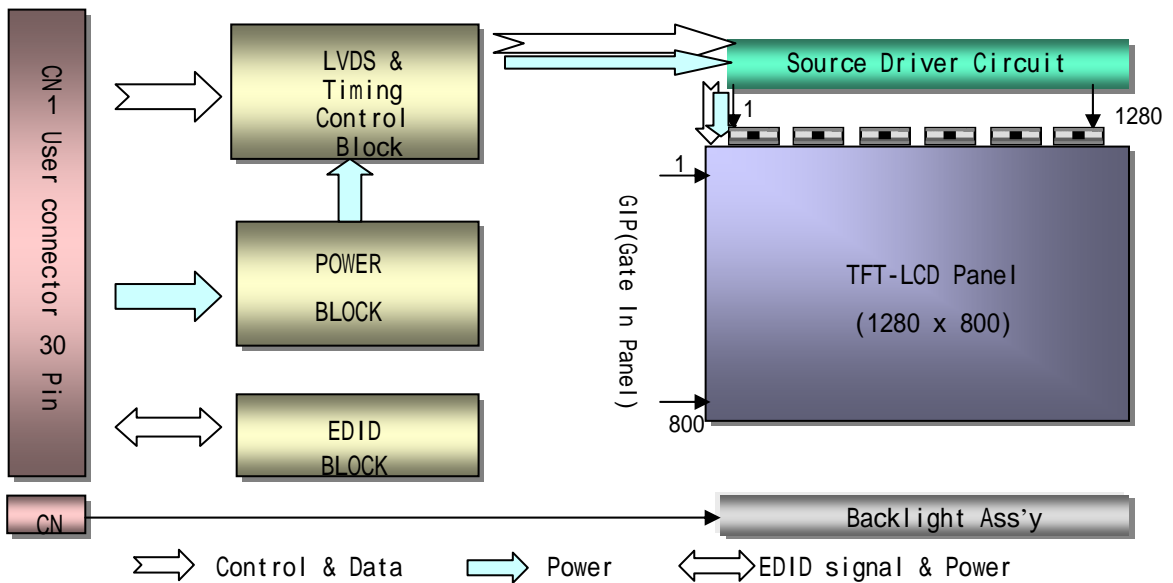 CN1 User connector 30 Pin
LVDS &
Timing
Control
Block
Source Driver Circuit
1
1280
1
GIP(Gate In Panel)
800
POWER
BLOCK
TFT-LCD Panel
(1280 x 800)
EDID
BLOCK
CN
Backlight Ass'y
Control & Data
Power
EDID signal & Power